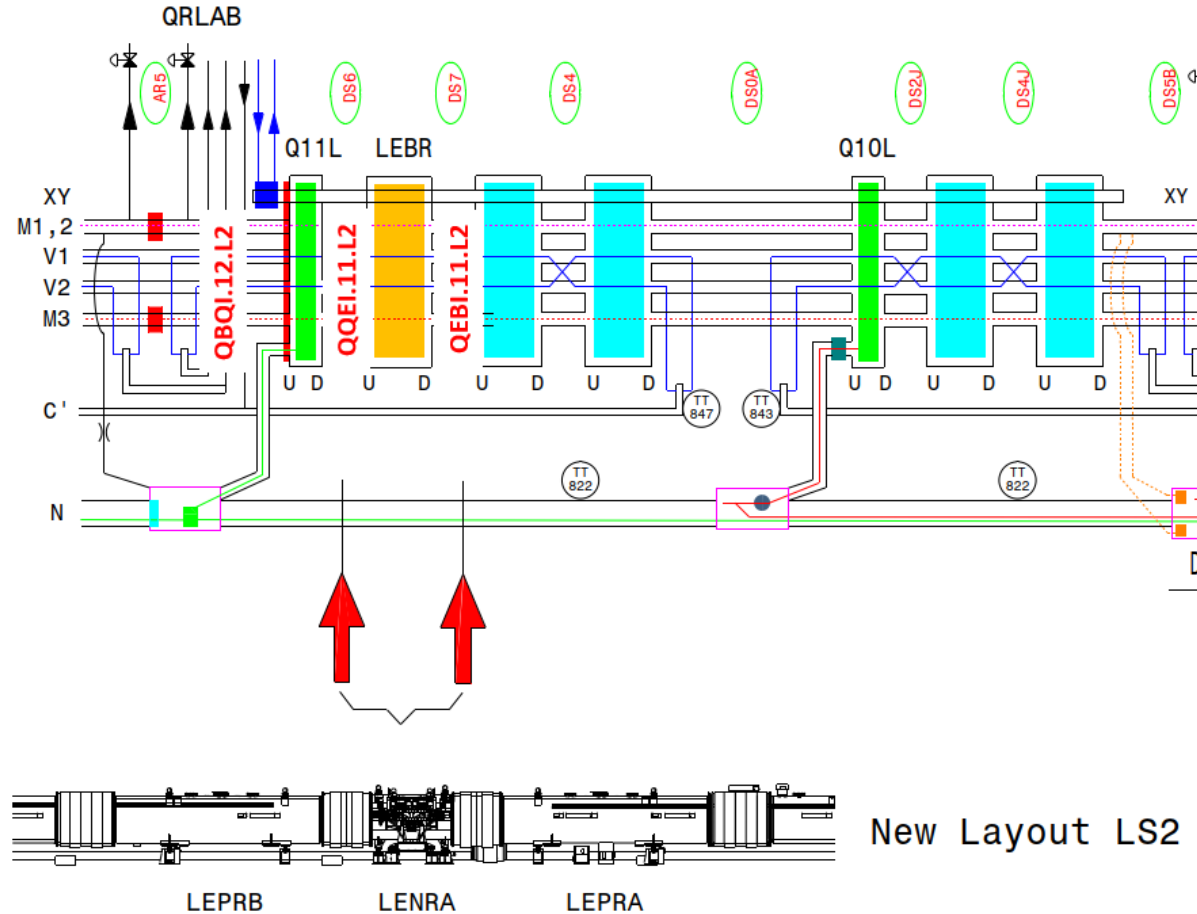 QRLAB
AR5
DS6
DS7
DS4
DS0A
DS2J
DS4J
DS5B
Q11L LEBR Q10L
XY XY
M1,2
V1
V2
M3
QBQI.12.L2
QQEI.11.L2
QEBI.11.L2
U D U D U D U D U D U D
C'
TT
847
TT
843
TT
822
TT
822
N
New Layout LS2
LEPRB LENRA LEPRA